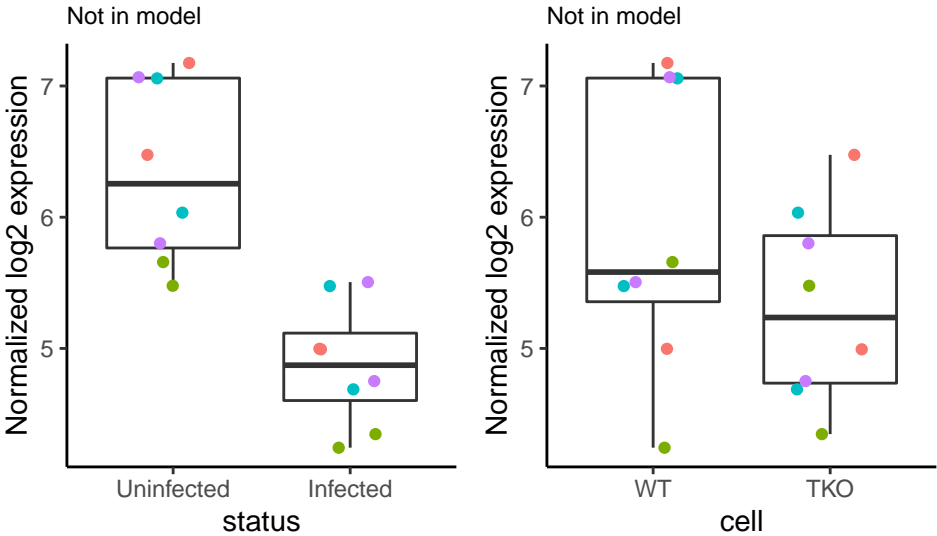 Not in model
Normalized log2 expression
7
6
5
Uninfected
Infected
status
Not in model
Normalized log2 expression
7
6
5
WT
TKO
cell